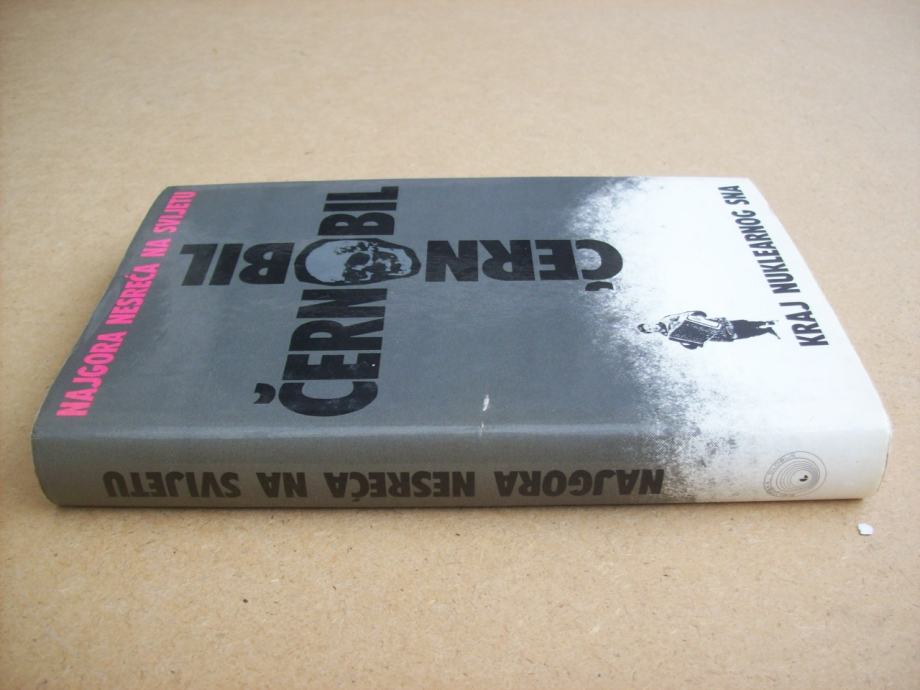 NAJGORA NESREĆA NA SVIJETU
ČERNOBIL
ČERNOBIL
KRAJ NUKLEARNOG SNA
NAJGORA NESREĆA NA SVIJETU